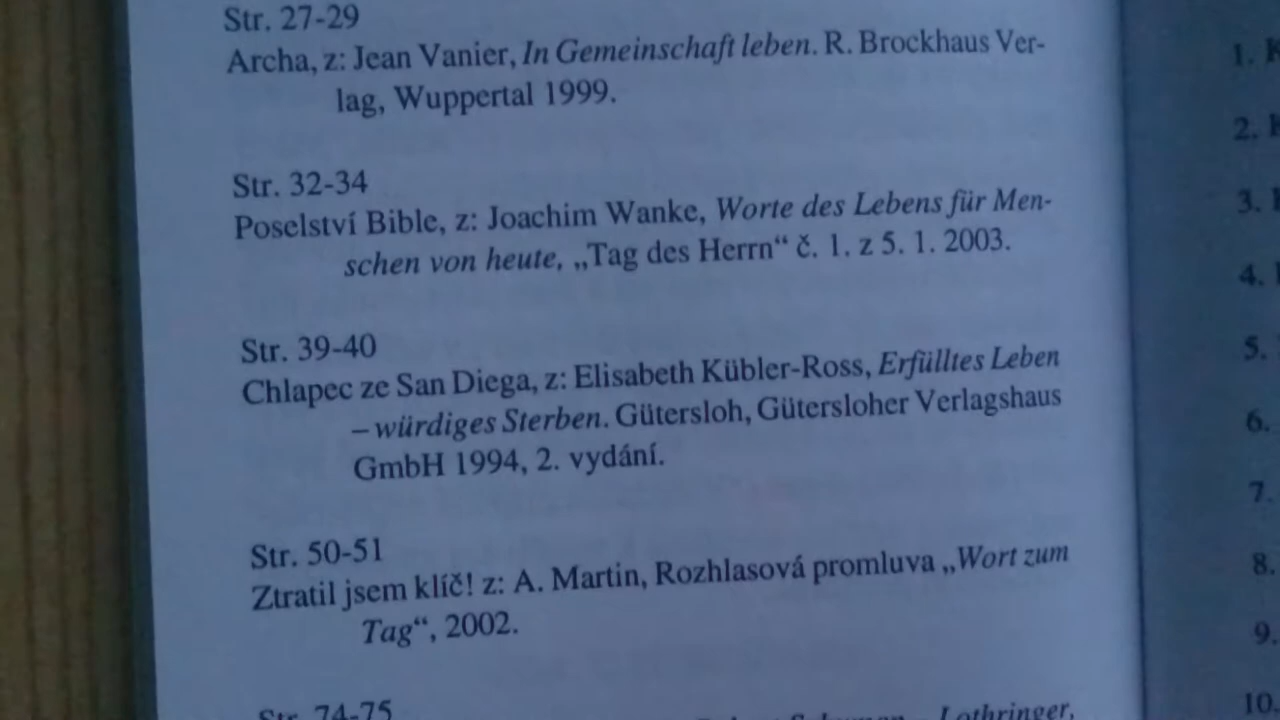 Str. 27-29
Archa, z: Jean Vanier, In Gemeinschaft leben. R. Brockhaus Ver-
lag, Wuppertal 1999.
Str. 32-34
Poselství Bible, z: Joachim Wanke, Worte des Lebens für Men-
schen von heute, „Tag des Herrn“ č. 1. z 5. 1. 2003.
Str. 39-40
Chlapec ze San Diega, z: Elisabeth Kübler-Ross, Erfülltes Leben
– würdiges Sterben. Gütersloh, Gütersloher Verlagshaus
GmbH 1994, 2. vydání.
Str. 50-51
Ztratil jsem klíč! z: A. Martin, Rozhlasová promluva „Wort zum
Tag“, 2002.
Str. 74-75
Lothringer,
1.
2.
3.
4.
5.
6.
7.
8.
9.
10.